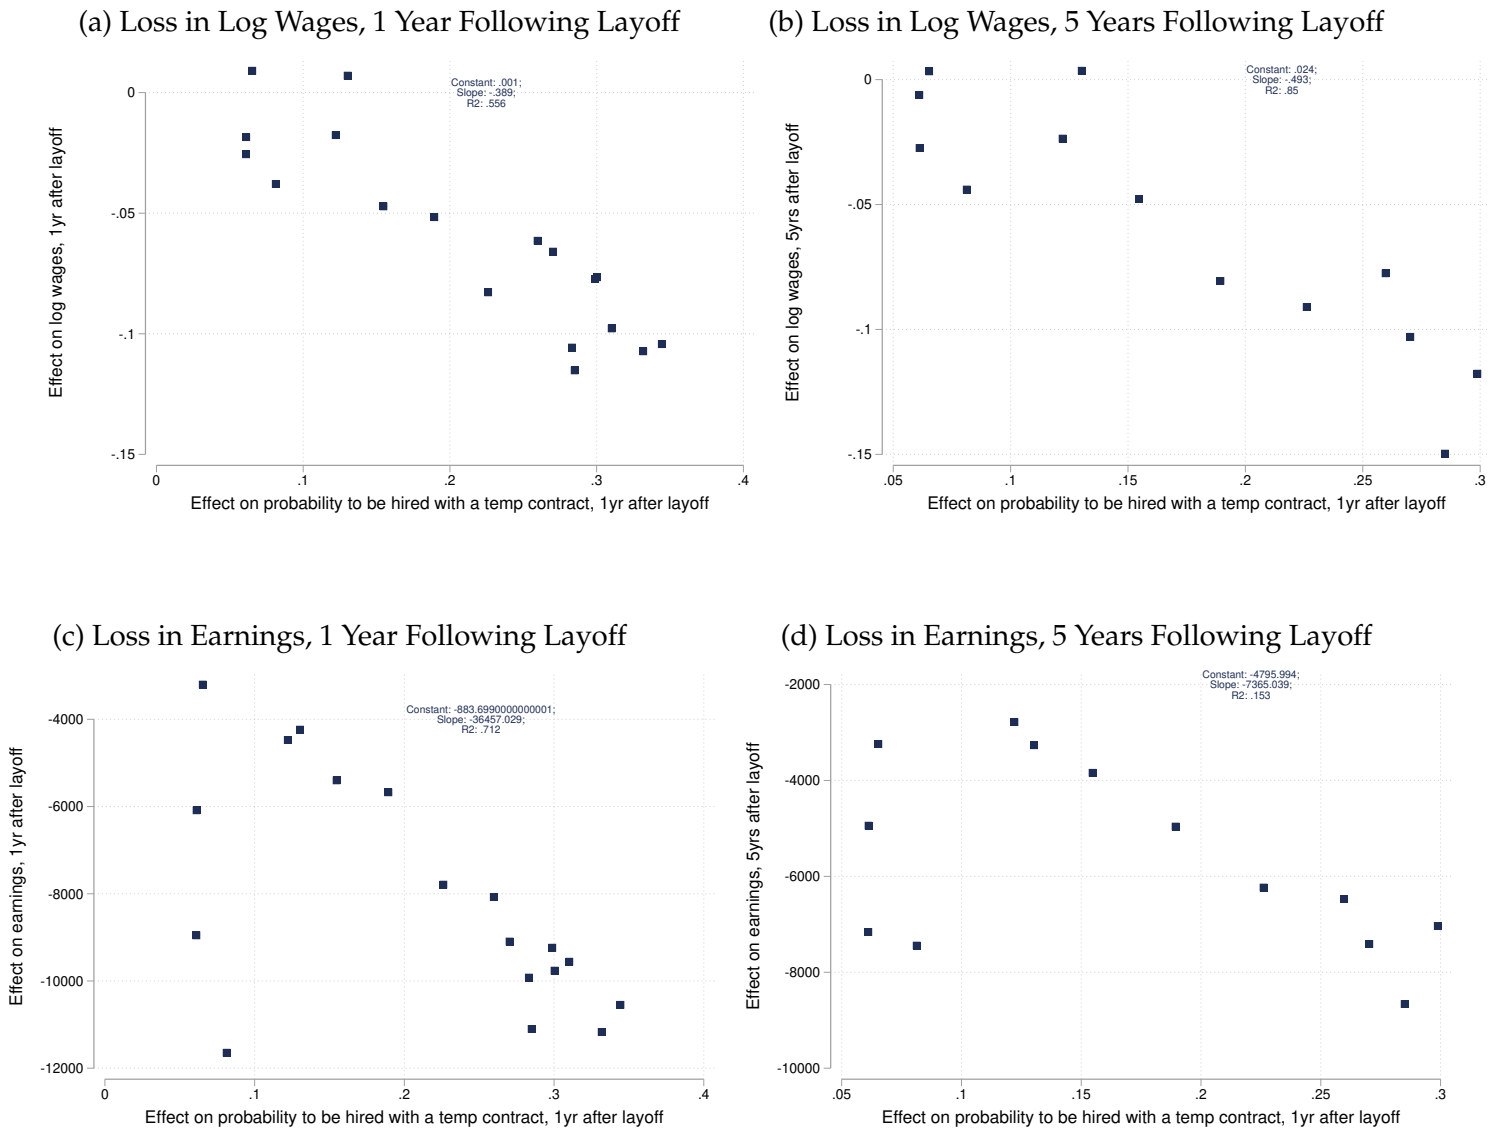 (a) Loss in Log Wages, 1 Year Following Layoff
Constant: .001;
Slope: -.389;
R2: .556
0
-.05
-.1
-.15
Effect on log wages, 1yr after layoff
0 .1 .2 .3 .4
Effect on probability to be hired with a temp contract, 1yr after layoff
(b) Loss in Log Wages, 5 Years Following Layoff
Constant: .024;
Slope: -.493;
R2: .85
0
-.05
-.1
-.15
Effect on log wages, 5yrs after layoff
.05 .1 .15 .2 .25 .3
Effect on probability to be hired with a temp contract, 1yr after layoff
(c) Loss in Earnings, 1 Year Following Layoff
Constant: -883.6990000000001;
Slope: -36457.029;
R2: .712
-4000
-6000
-8000
-10000
-12000
Effect on earnings, 1yr after layoff
0 .1 .2 .3 .4
Effect on probability to be hired with a temp contract, 1yr after layoff
(d) Loss in Earnings, 5 Years Following Layoff
Constant: -4795.994;
Slope: -7365.039;
R2: .153
-2000
-4000
-6000
-8000
-10000
Effect on earnings, 5yrs after layoff
.05 .1 .15 .2 .25 .3
Effect on probability to be hired with a temp contract, 1yr after layoff